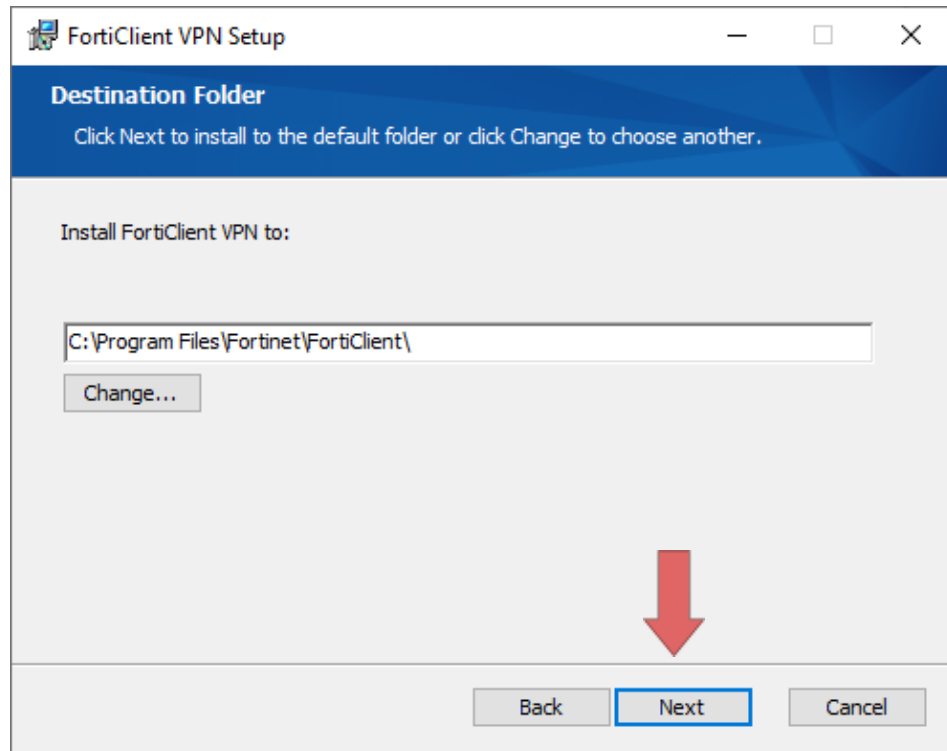 FortiClient VPN Setup
Destination Folder
Click Next to install to the default folder or click Change to choose another.
Install FortiClient VPN to:
C:\Program Files\Fortinet\FortiClient\
Change...
Back
Next
Cancel